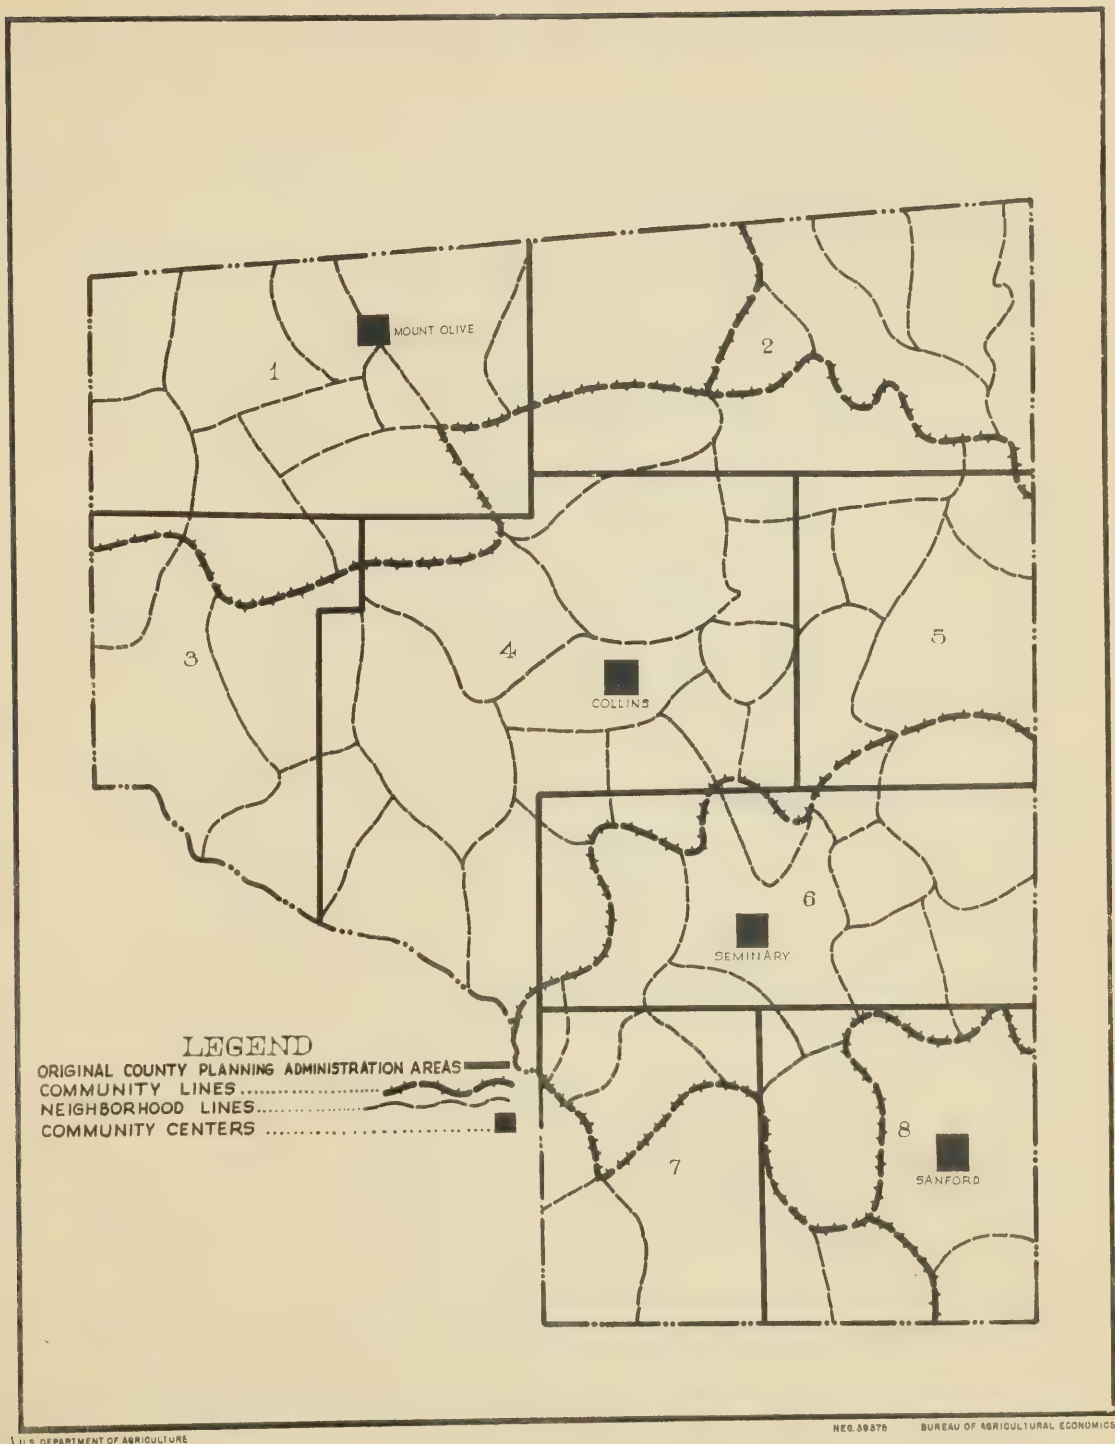 MOUNT OLIVE
2
1
5
3
4
COLLINS
6
SEMINARY
LEGEND
ORIGINAL COUNTY PLANNING ADMINISTRATION AREAS
COMMUNITY LINES
NEIGHBORHOOD LINES
COMMUNITY CENTERS
8
7
SANFORD
U.S. DEPARTMENT OF AGRICULTURE
NEG. 39376 BUREAU OF AGRICULTURAL ECONOMICS